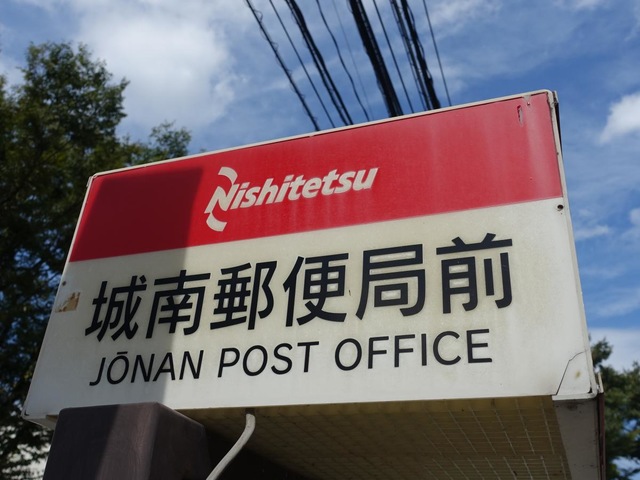 Nishitetsu
城南郵便局前
JŌNAN POST OFFICE